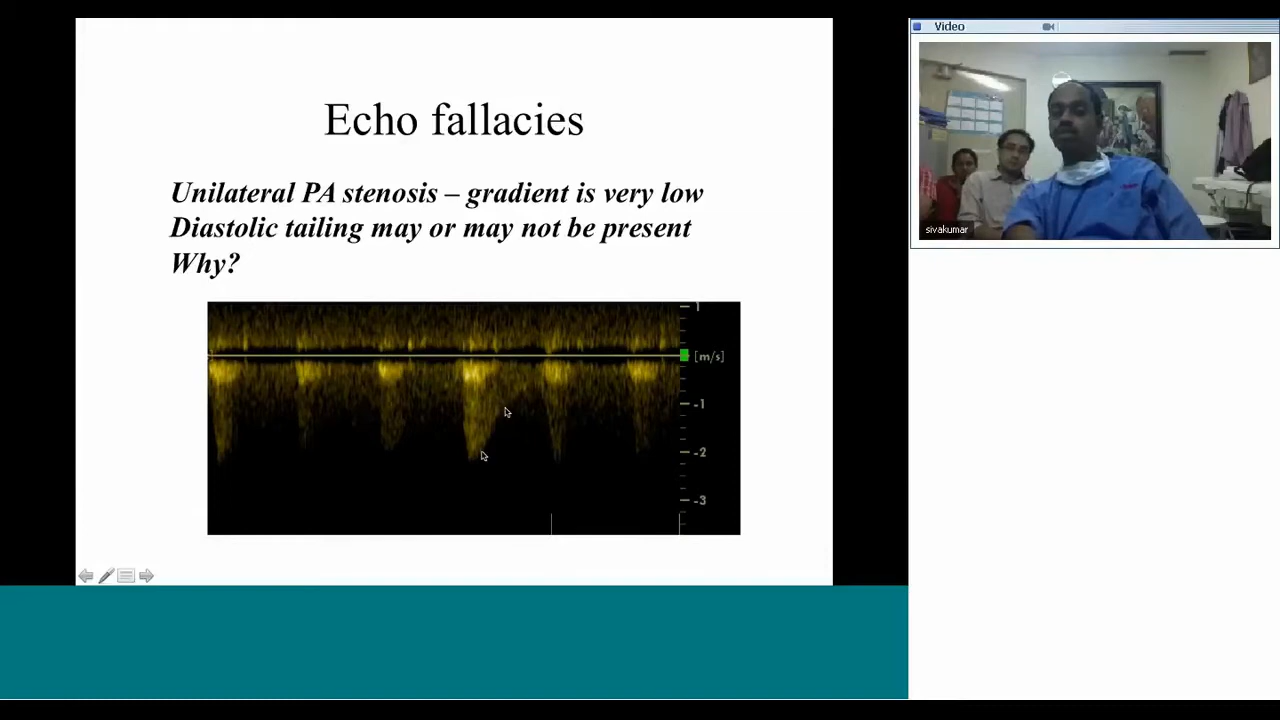 Echo fallacies
Unilateral PA stenosis – gradient is very low
Diastolic tailing may or may not be present
Why?
1
[m/s]
-1
-2
-3
Video
sivakumar